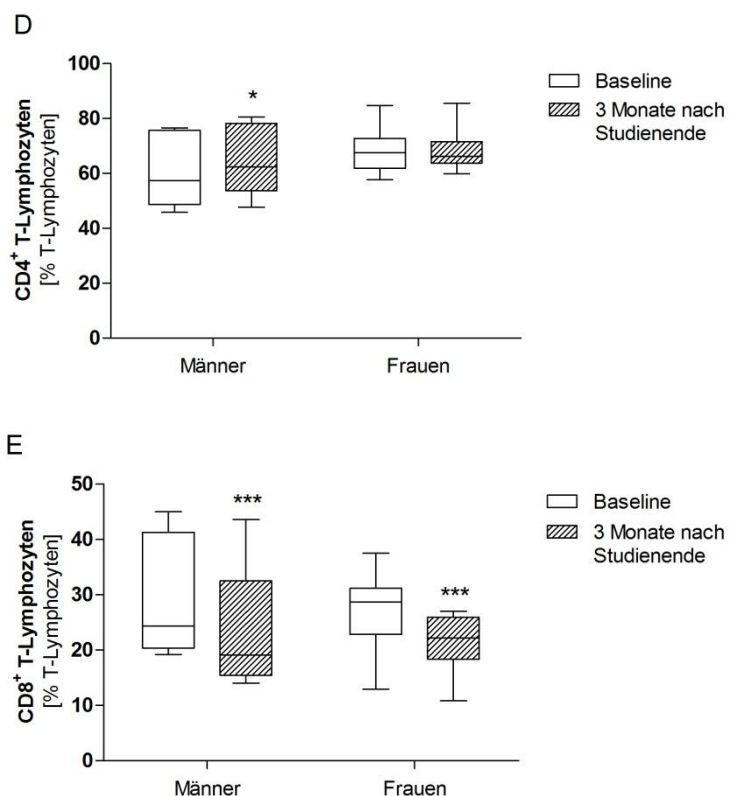 D
CD4+ T-Lymphozyten
[% T-Lymphozyten]
100
80
60
40
20
0
*
Männer
Frauen
Baseline
3 Monate nach
Studienende
E
CD8+ T-Lymphozyten
[% T-Lymphozyten]
50
40
30
20
10
0
***
***
Männer
Frauen
Baseline
3 Monate nach
Studienende